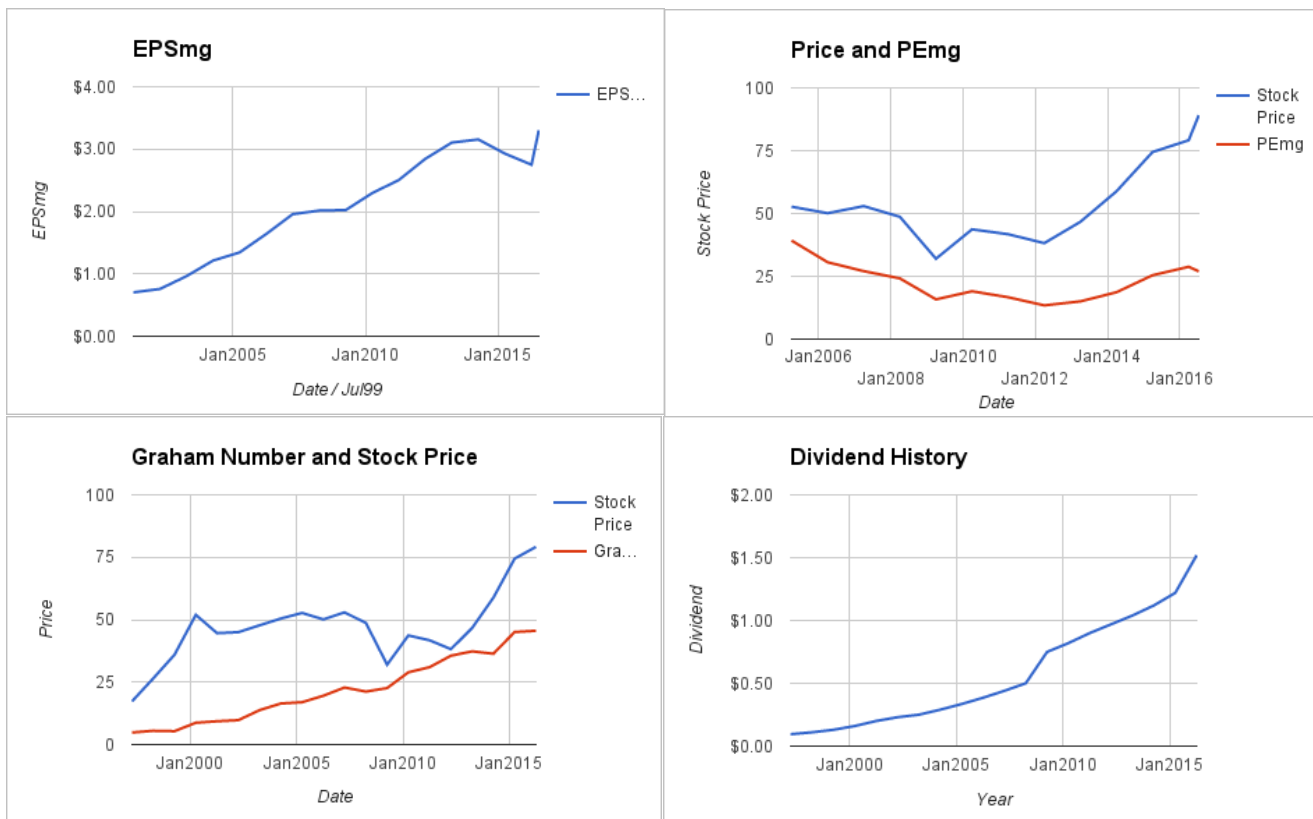 EPSmg
$4.00
$3.00
$2.00
$1.00
$0.00
EPSmg
Jan2005
Jan2010
Jan2015
Date / Jul99
EPS...
Price and PEmg
100
75
50
25
0
Stock Price
Jan2006
Jan2008
Jan2010
Jan2012
Jan2014
Jan2016
Date
Stock
Price
PEmg
Graham Number and Stock Price
100
75
50
25
0
Price
Jan2000
Jan2005
Jan2010
Jan2015
Date
Stock
Price
Gra...
Dividend History
$2.00
$1.50
$1.00
$0.50
$0.00
Dividend
Jan2000
Jan2005
Jan2010
Jan2015
Year